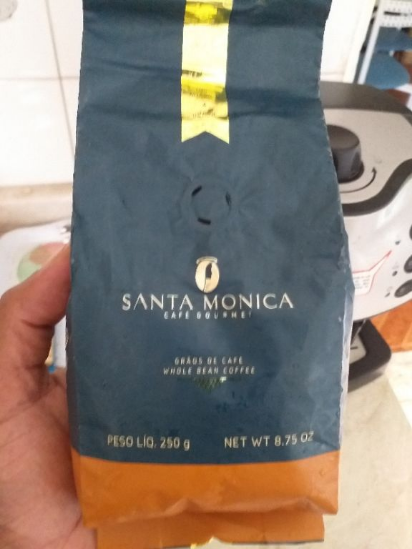 SANTA MONICA
CAFÉ GOURMET
GRÃOS DE CAFÉ
WHOLE BEAN COFFEE
PESO LÍQ. 250 g NET WT 8.75 OZ